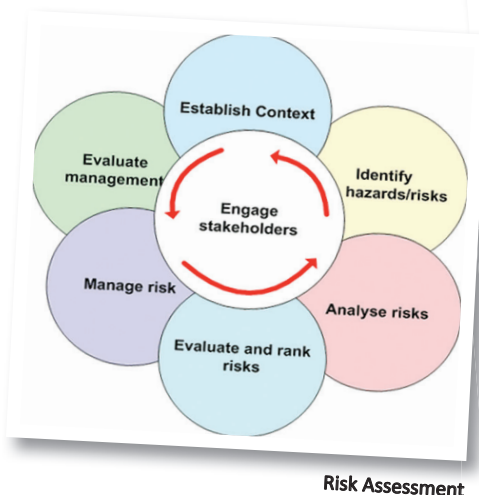 Establish Context
Identify
hazards/risks
Analyse risks
Evaluate and rank
risks
Manage risk
Evaluate
management
Engage
stakeholders
Risk Assessment